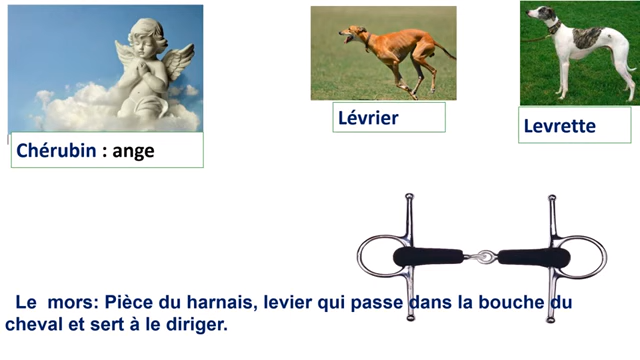 Chérubin : ange
Lévrier
Levrette
Le mors: Pièce du harnais, levier qui passe dans la bouche du
cheval et sert à le diriger.